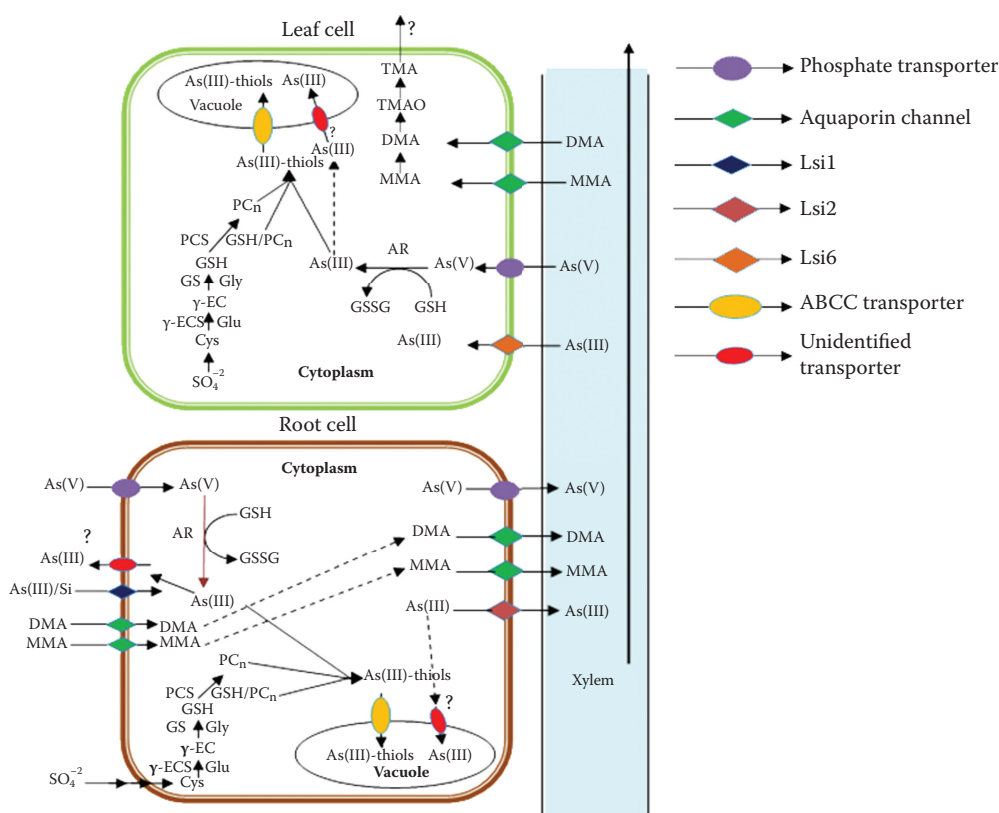 Leaf cell
?
TMA
TMAO
DMA
MMA
As(III)-thiols
As(III)
Vacuole
?
As(III)
As(III)-thiols
PCn
PCS
GSH/PCn
GSH
GS
Gly
γ-EC
γ-ECS
Glu
Cys
SO4−2
As(III)
AR
As(V)
GSSG
GSH
As(III)
Cytoplasm
DMA
MMA
As(V)
As(III)
Phosphate transporter
Aquaporin channel
Lsi1
Lsi2
Lsi6
ABCC transporter
Unidentified
transporter
Root cell
Cytoplasm
As(V)
As(V)
GSH
AR
GSSG
?
As(III)
As(III)/Si
As(III)
DMA
DMA
MMA
MMA
PCn
PCS
GSH/PCn
GSH
GS
Gly
γ-EC
γ-ECS
Glu
SO4−2
Cys
As(V)
As(V)
DMA
DMA
MMA
MMA
As(III)
As(III)
As(III)-thiols
?
As(III)-thiols
As(III)
Vacuole
Xylem